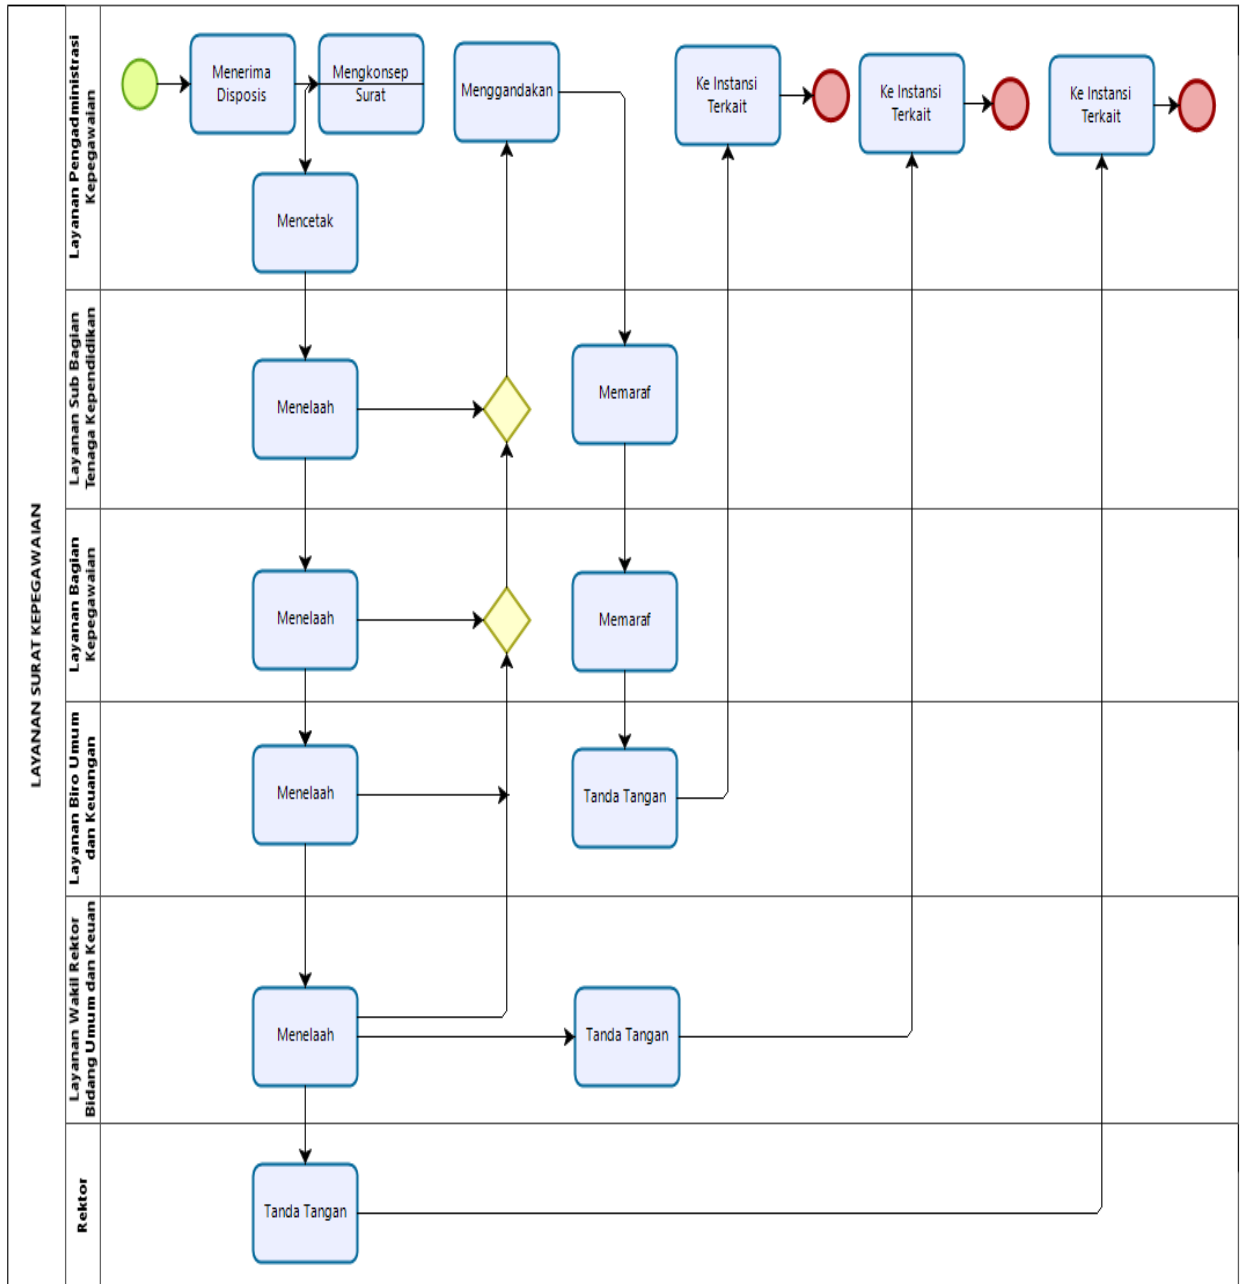 LAYANAN SURAT KEPEGAWAIAN
Layanan Pengadministrasi
Kepegawaian
Menerima
Disposis
Mengkonsep
Surat
Menggandakan
Ke Instansi
Terkait
Ke Instansi
Terkait
Ke Instansi
Terkait
Mencetak
Layanan Sub Bagian
Tenaga Kependidikan
Menelaah
Memaraf
Layanan Bagian
Kepegawaian
Menelaah
Memaraf
Layanan Biro Umum
dan Keuangan
Menelaah
Tanda Tangan
Layanan Wakil Rektor
Bidang Umum dan Keuan
Menelaah
Tanda Tangan
Rektor
Tanda Tangan